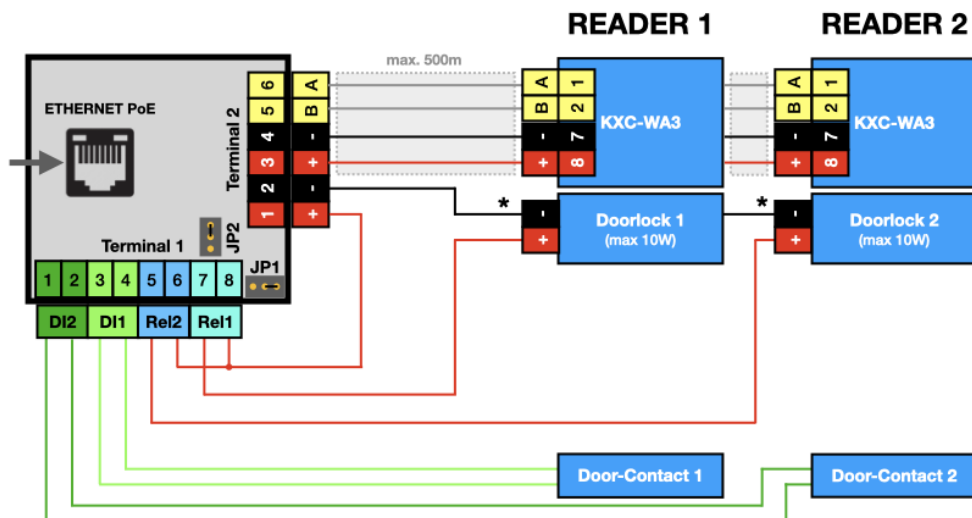 READER 1
READER 2
max. 500m
ETHERNET PoE
Terminal 2
6
5
4
3
2
1
A
B
-
+
-
+
A
B
-
+
1
2
7
8
KXC-WA3
A
B
-
+
1
2
7
8
KXC-WA3
*
-
+
Doorlock 1
(max 10W)
*
-
+
Doorlock 2
(max 10W)
JP2
Terminal 1
JP1
1 2 3 4 5 6 7 8
DI2 DI1 Rel2 Rel1
Door-Contact 1
Door-Contact 2